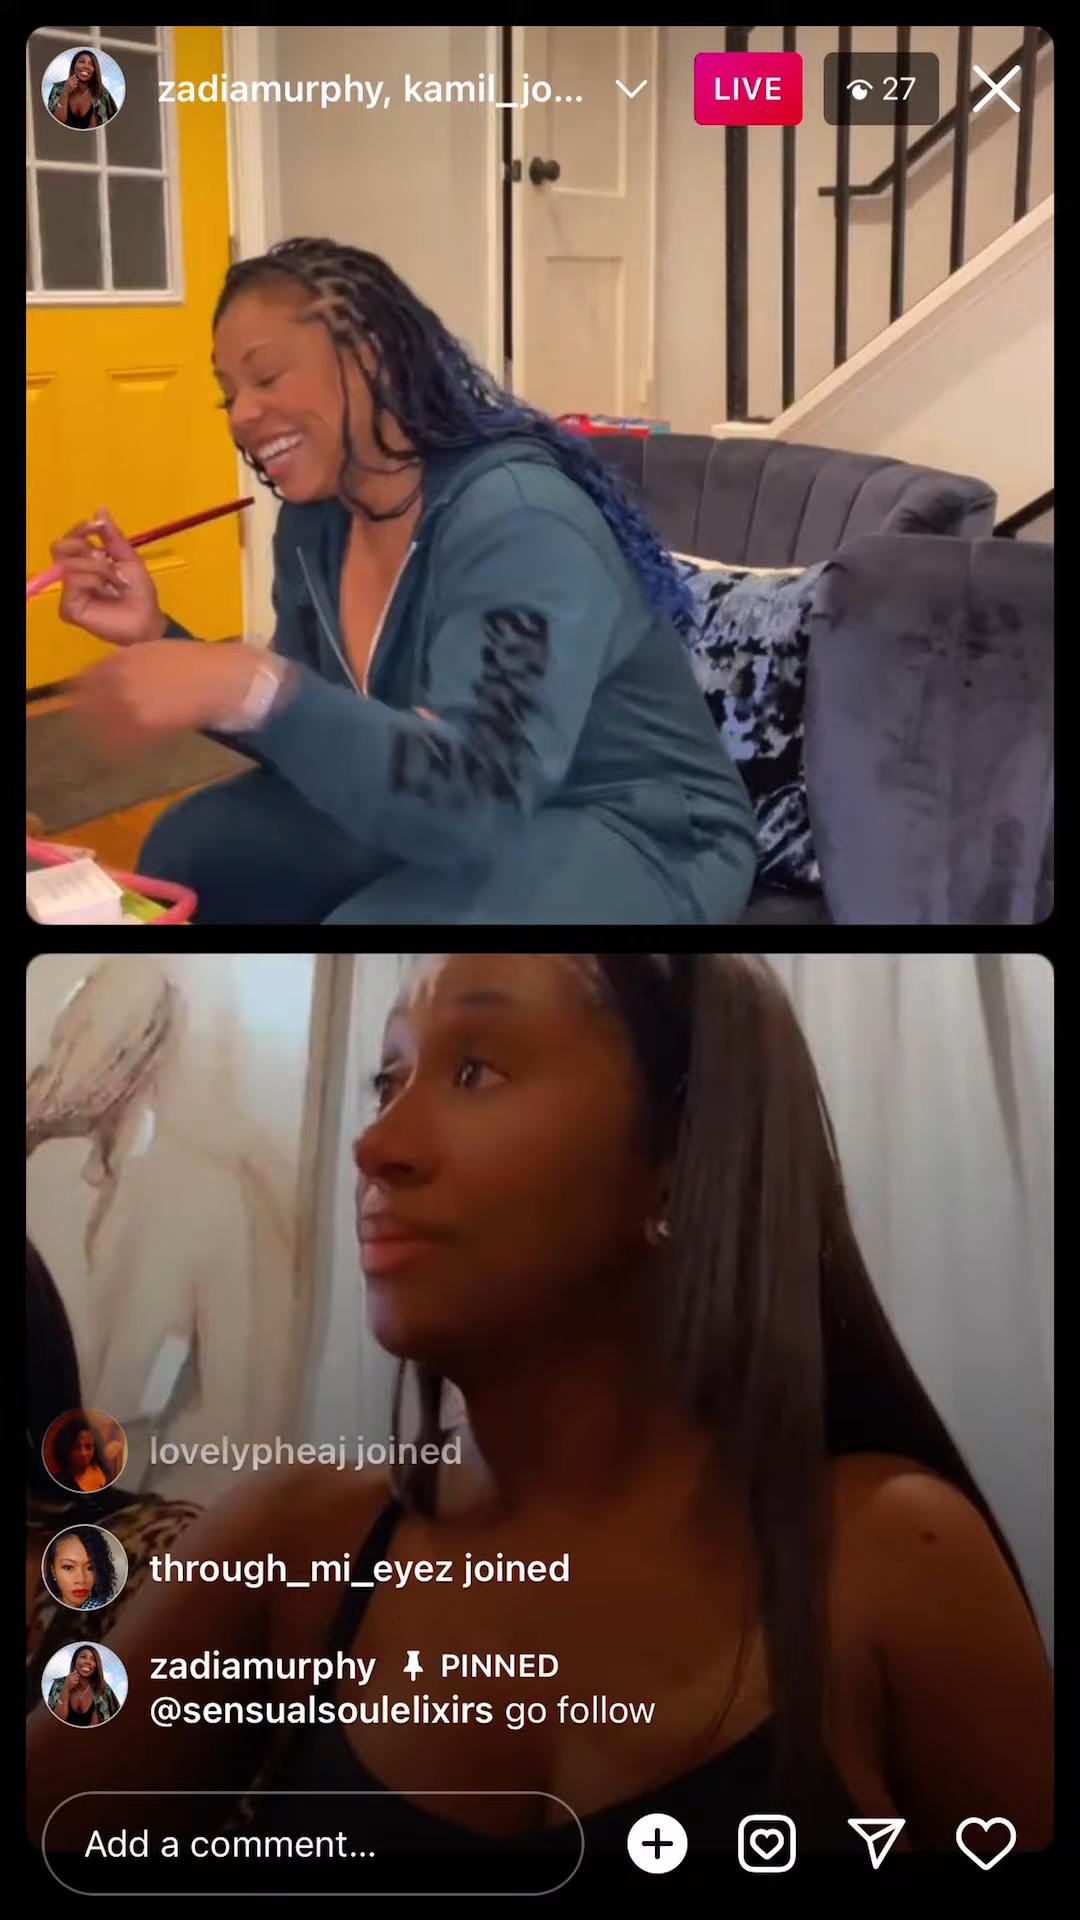 zadiamurphy, kamil_jo...
LIVE
27
lovelypheaj joined
through_mi_eyez joined
zadiamurphy PINNED
@sensualsoulelixirs go follow
Add a comment...